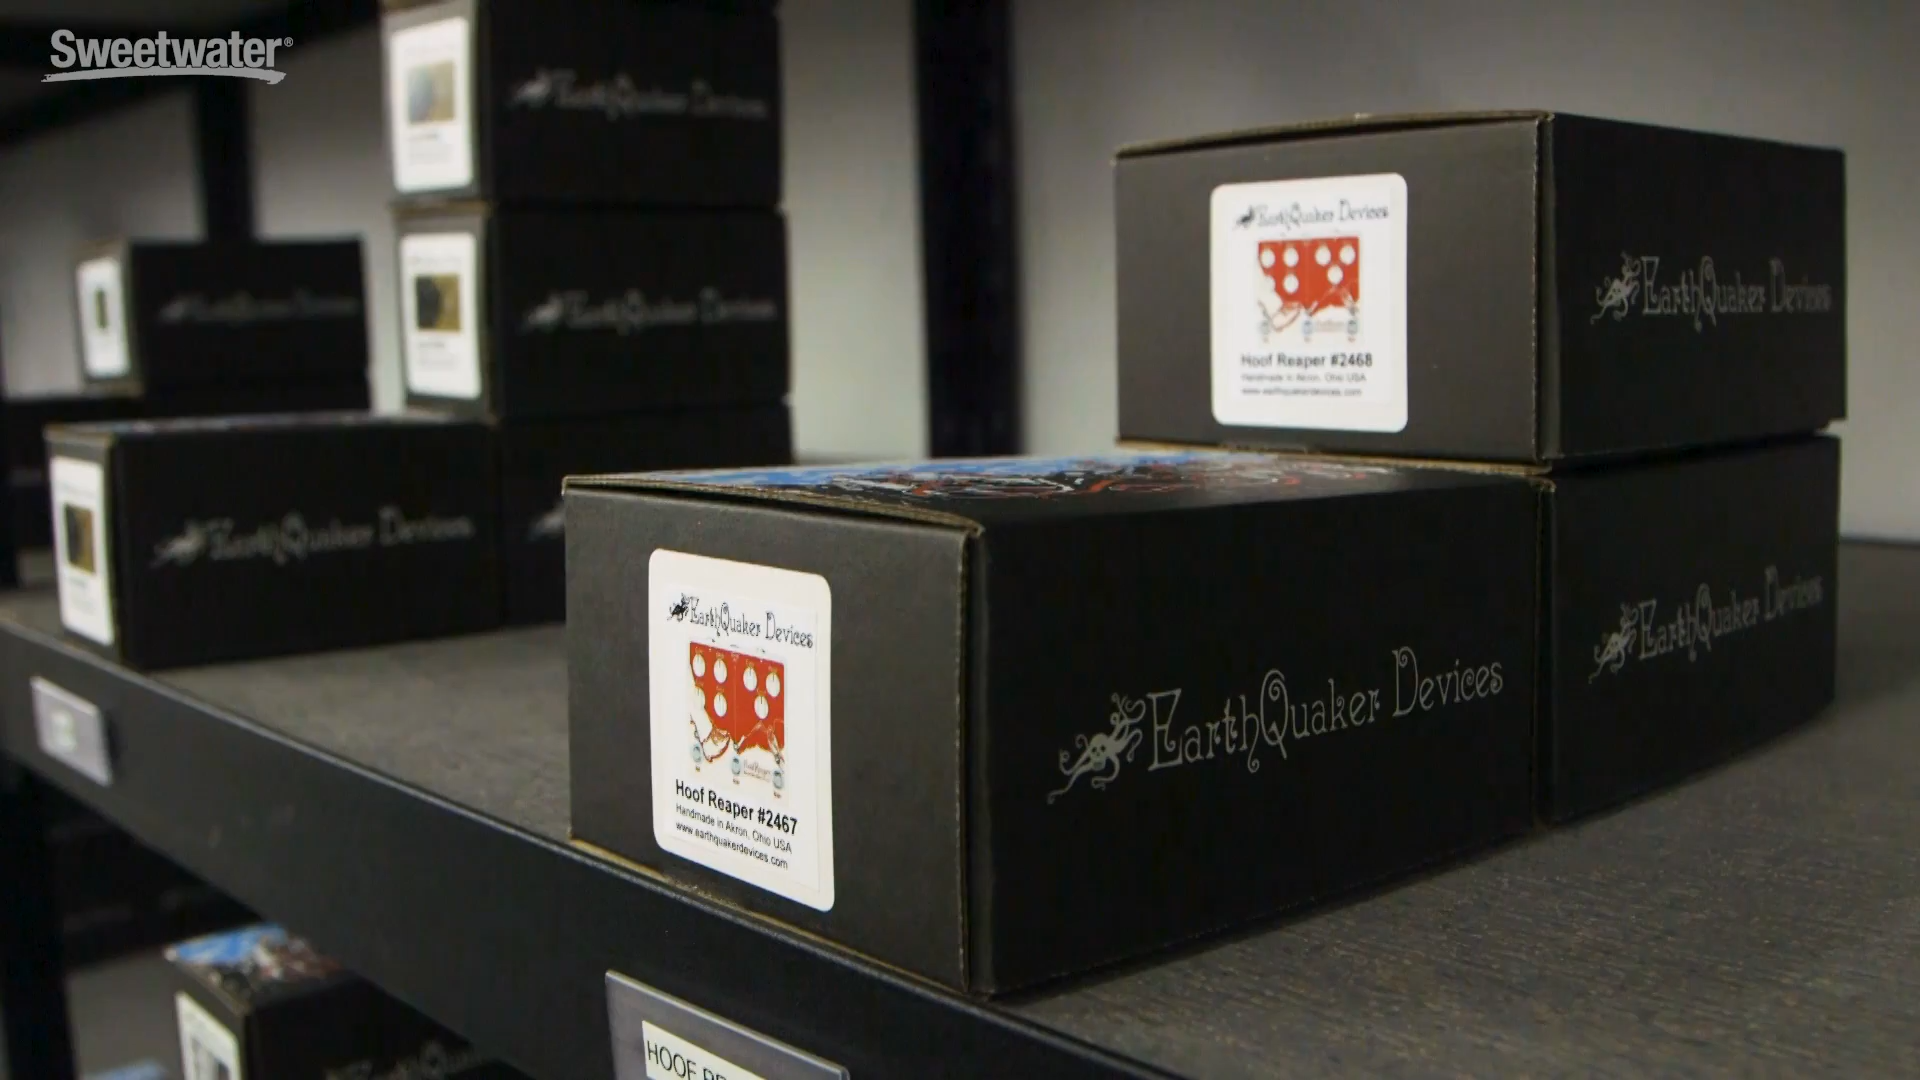 Sweetwater®
EarthQuaker Devices
EarthQuaker Devices
EarthQuaker Devices
EarthQuaker Devices
EarthQuaker Devices
Hoof Reaper #2468
Handmade in Akron, Ohio USA
www.earthquakerdevices.com
EarthQuaker Devices
EarthQuaker Devices
Hoof Reaper #2467
Handmade in Akron, Ohio USA
www.earthquakerdevices.com
EarthQuaker Devices
EarthQuaker Devices
HOOF